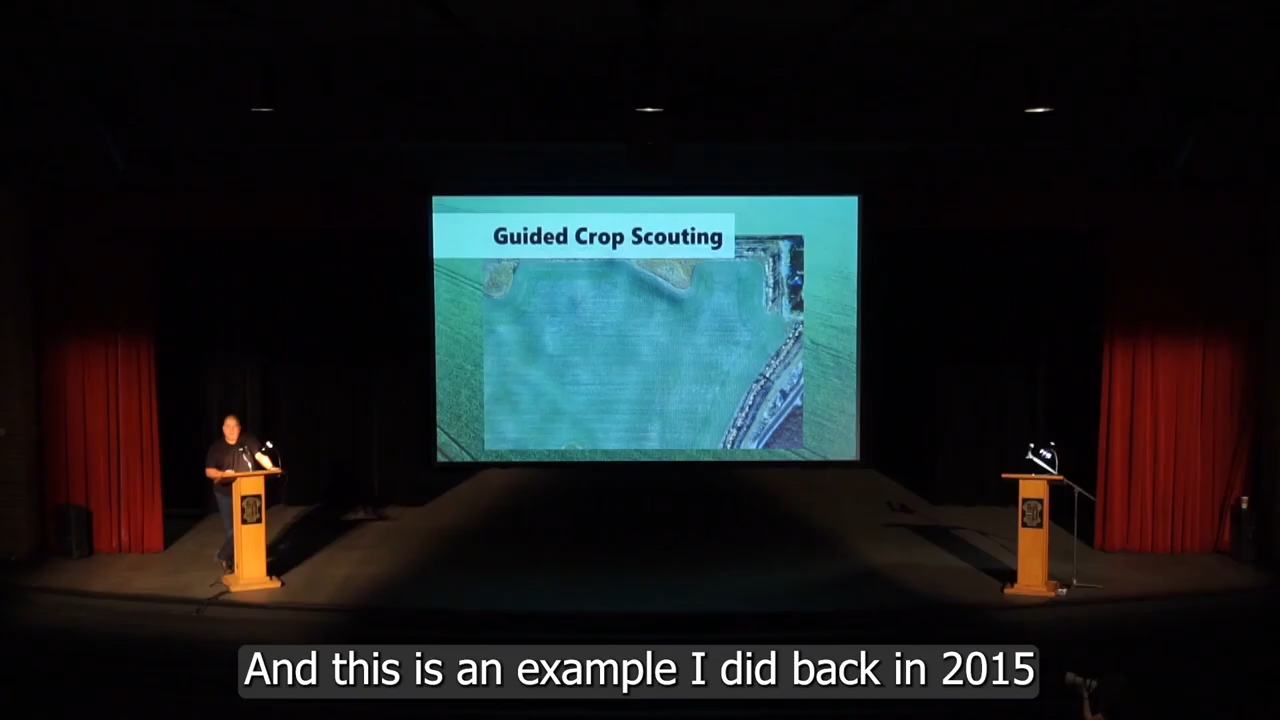 Guided Crop Scouting
And this is an example I did back in 2015